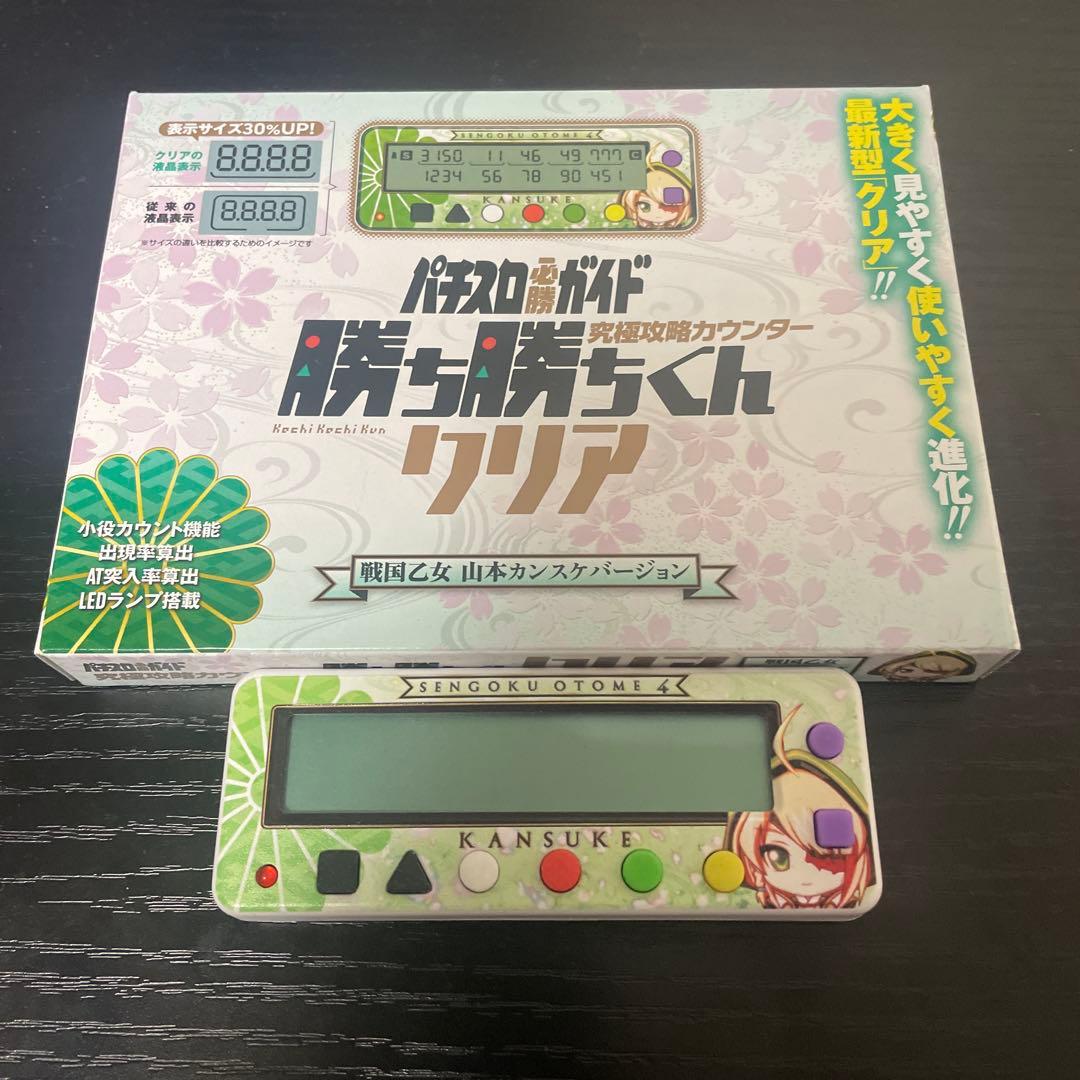 表示サイズ30%UP!
クリアの
液晶表示
8.8.8.8
従来の
液晶表示
8.8.8.8
※サイズの違いを比較するためのイメージです
SENGOKU OTOME 4
S 3150 11 46 49 777 C
1234 56 78 90 451
KANSUKE
大きく見やすく使いやすく進化!!
最新型「クリア」!!
パチスロ必勝ガイド
究極攻略カウンター
勝ち勝ちくん
Kachi Kachi Kun
クリア
小役カウント機能
出現率算出
AT突入率算出
LEDランプ搭載
戦国乙女 山本カンスケバージョン
パチスロ必勝ガイド
究極攻略カウ
SENGOKU OTOME 4
KANSUKE